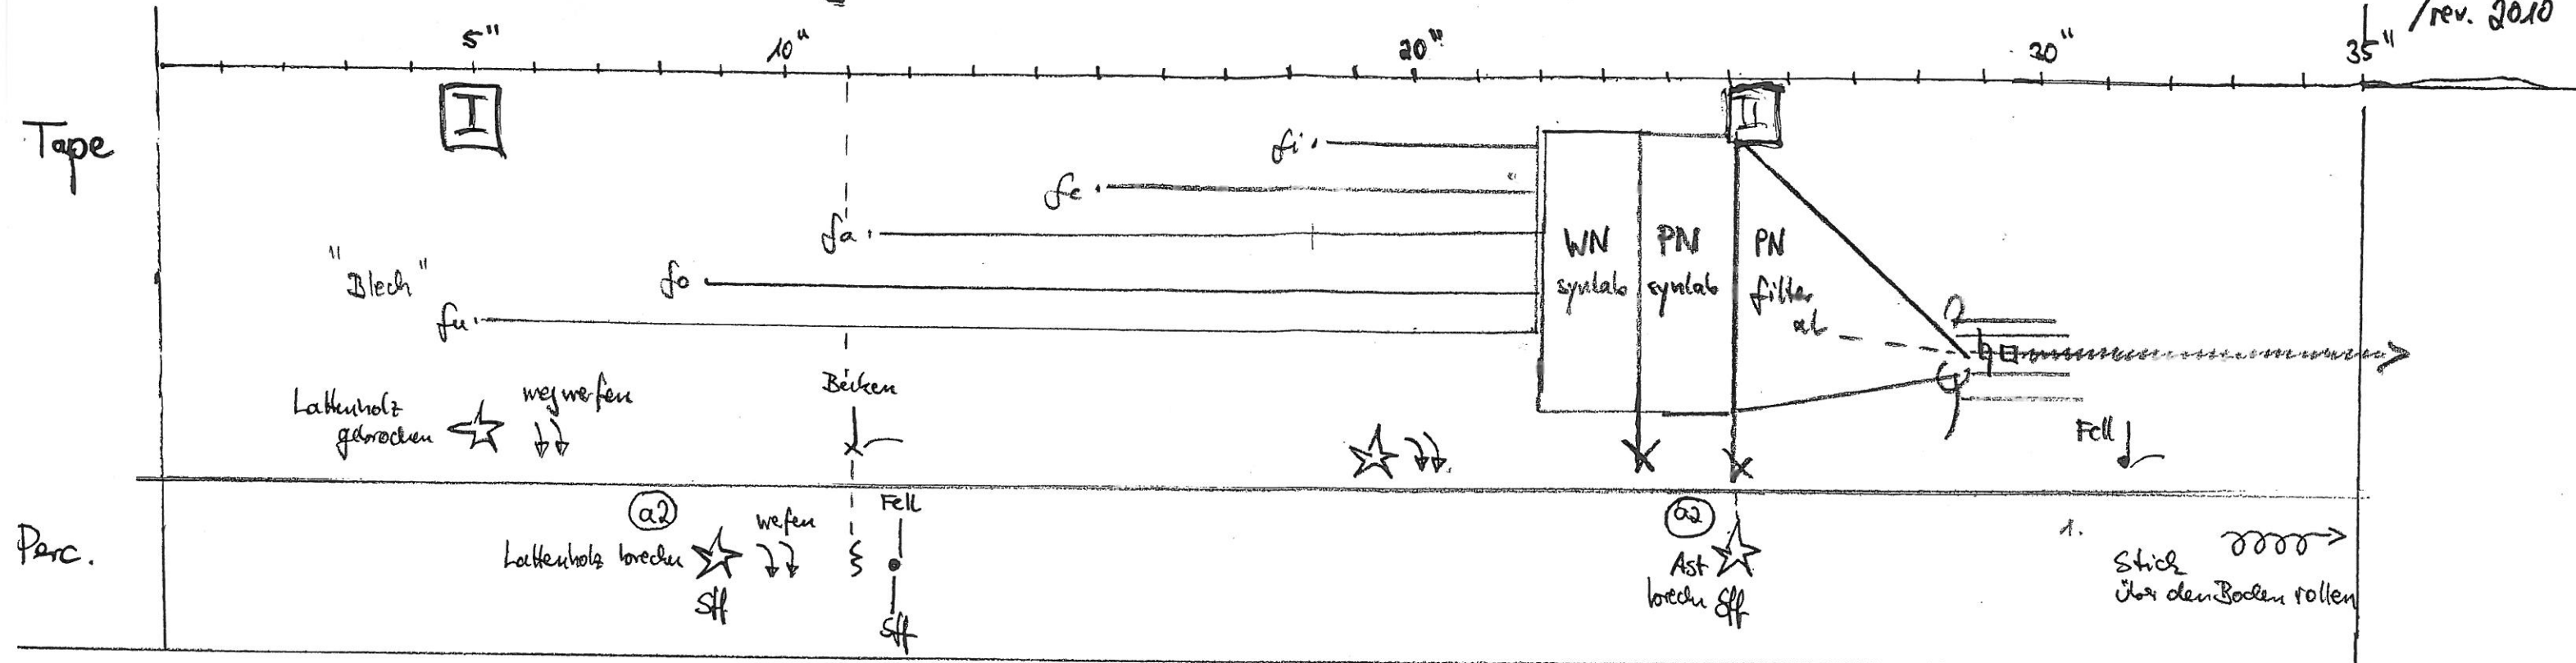 /rev. 2010
5" 10" 20" 30" 35"
Tape
I
II
fi
fe
fa
"Blech"
fo
fu
WN
synlab
PN
synlab
PN
filter
Lattenholz
gebrochen
wegwerfen
Becken
Fell
Perc.
a2
Lattenholz brechen
werfen
Sff
Fell
Sff
a2
Ast
brechen Sff
1.
Stick
über den Boden rollen